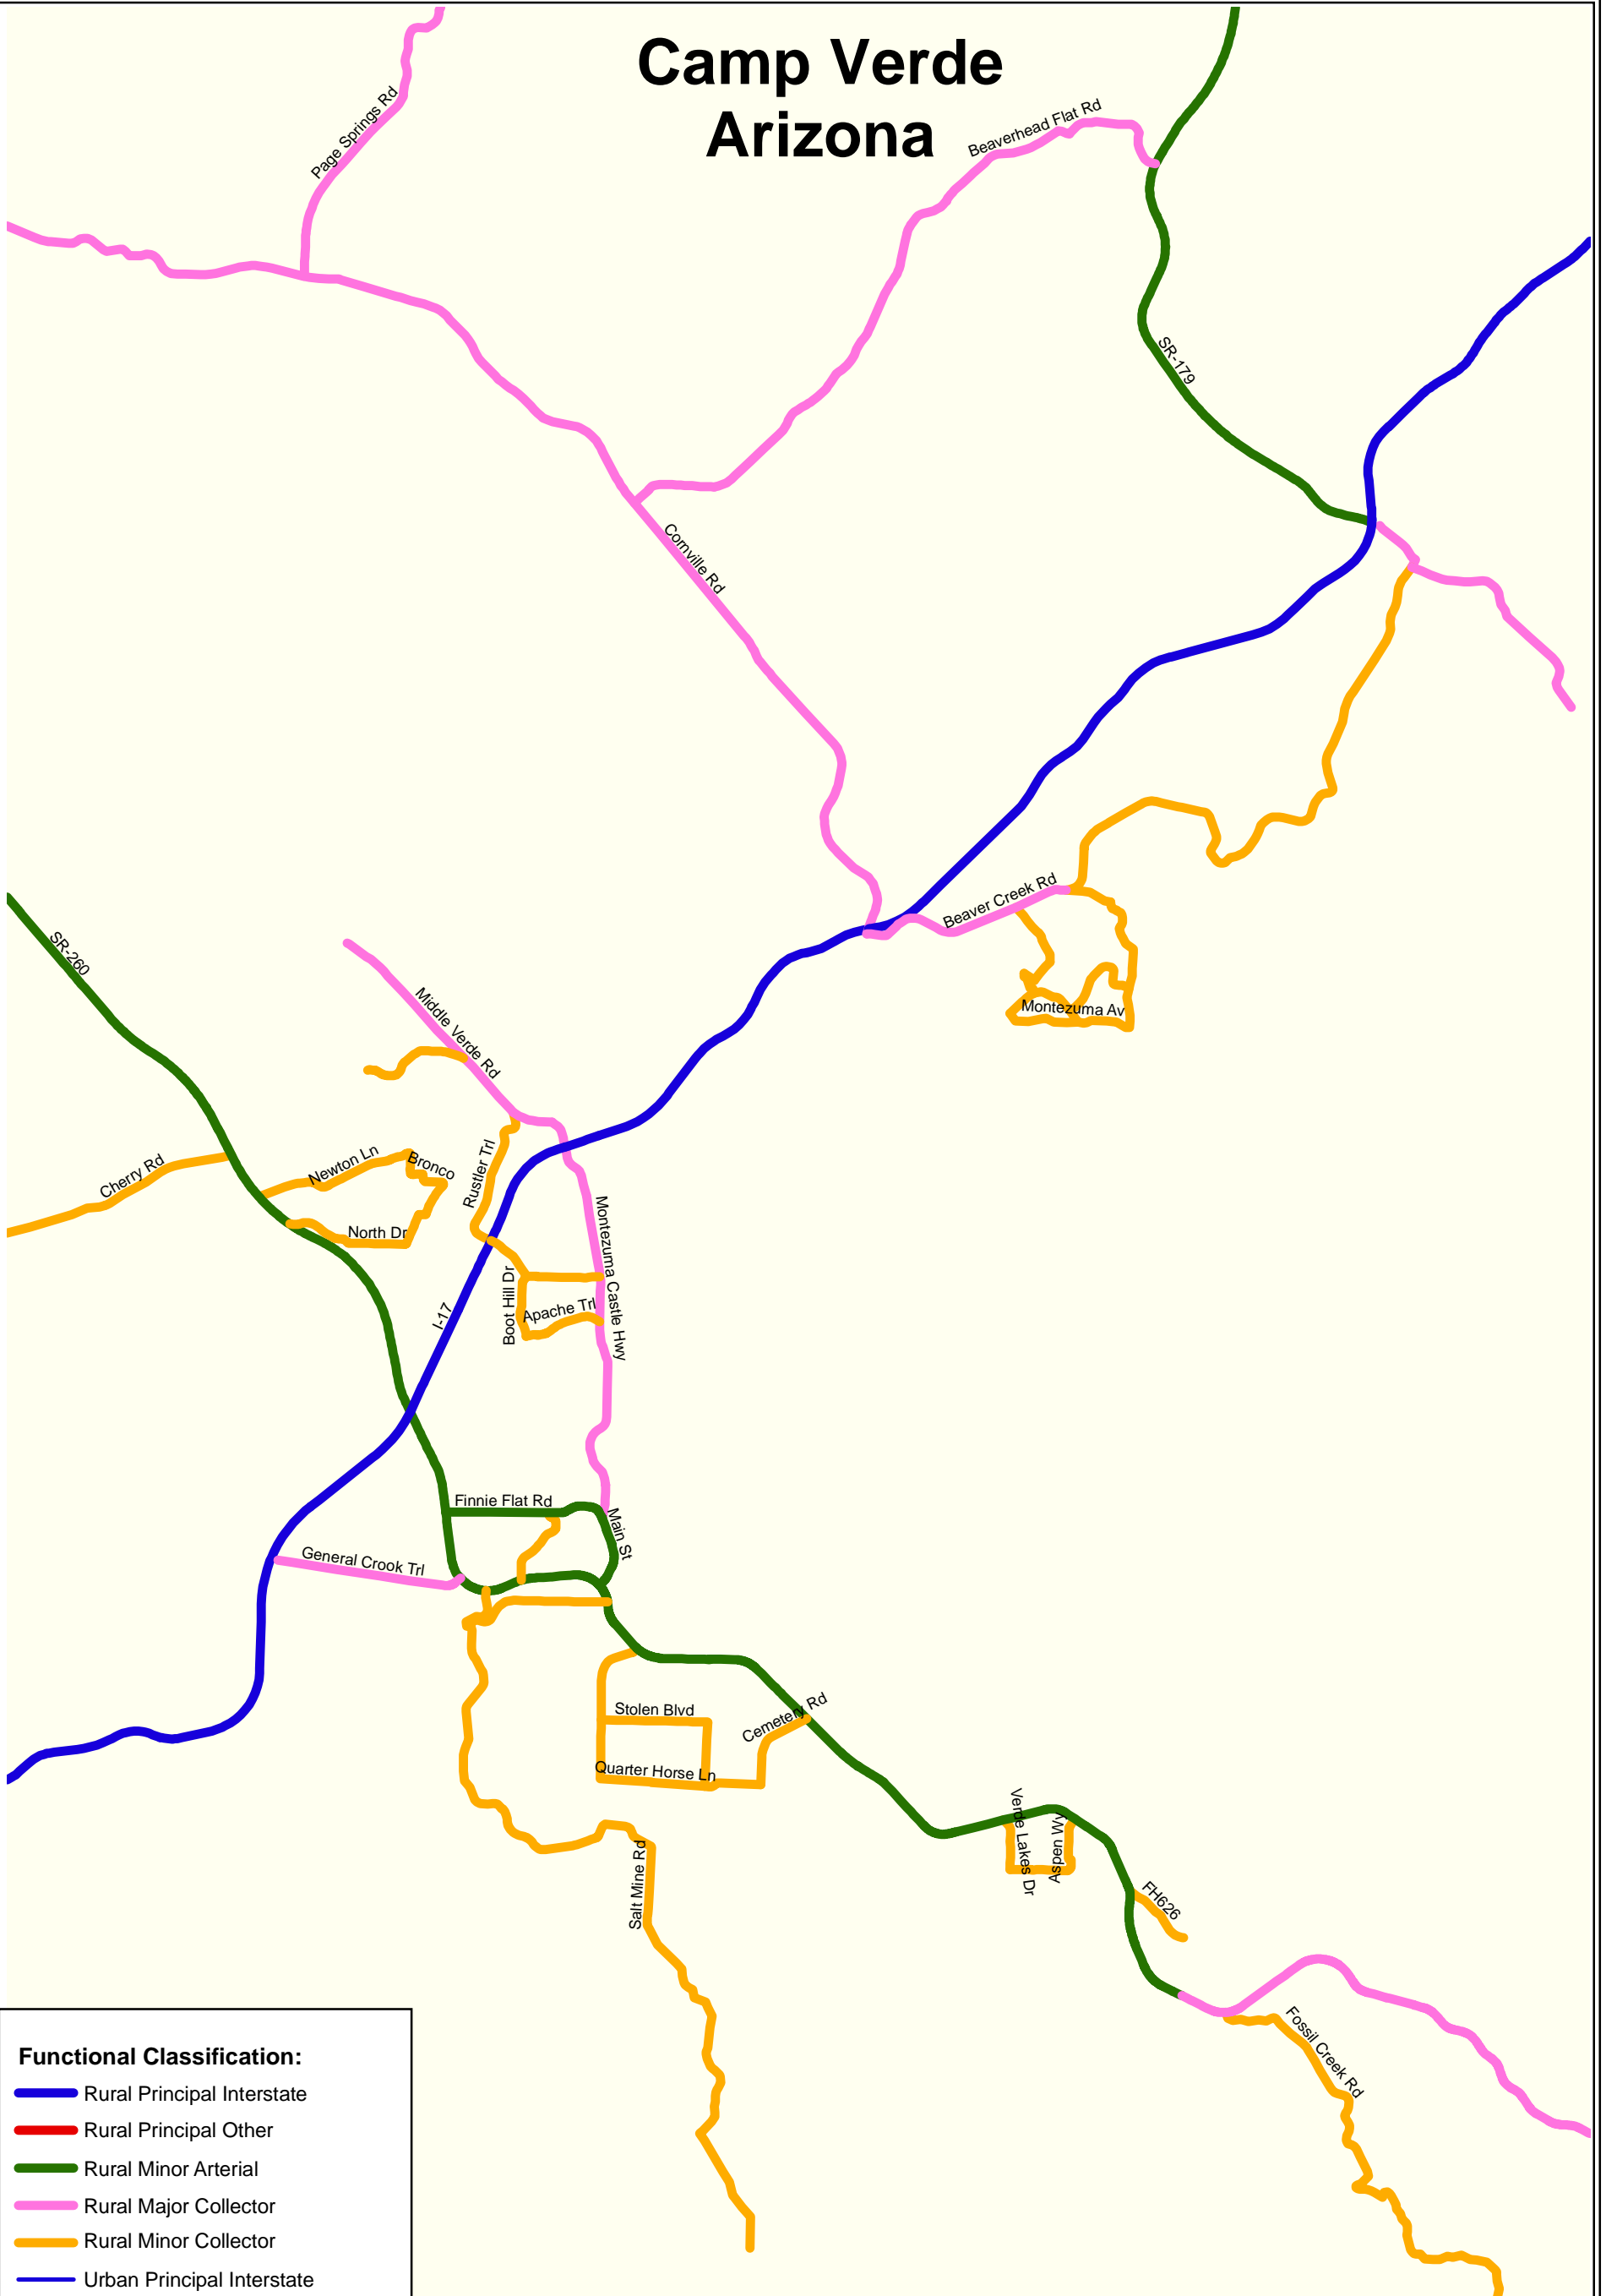 Camp Verde
Arizona
Page Springs Rd
Beaverhead Flat Rd
SR-179
Cornville Rd
Beaver Creek Rd
SR-260
Middle Verde Rd
Montezuma Av
Cherry Rd
Newton Ln
Bronco
Rustler Trl
North Dr
Montezuma Castle Hwy
Boot Hill Dr
Apache Trl
I-17
Finnie Flat Rd
Main St
General Crook Trl
Stolen Blvd
Cemetery Rd
Quarter Horse Ln
Verde Lakes Dr
Aspen Wy
Salt Mine Rd
FH626
Fossil Creek Rd
Functional Classification:
Rural Principal Interstate
Rural Principal Other
Rural Minor Arterial
Rural Major Collector
Rural Minor Collector
Urban Principal Interstate